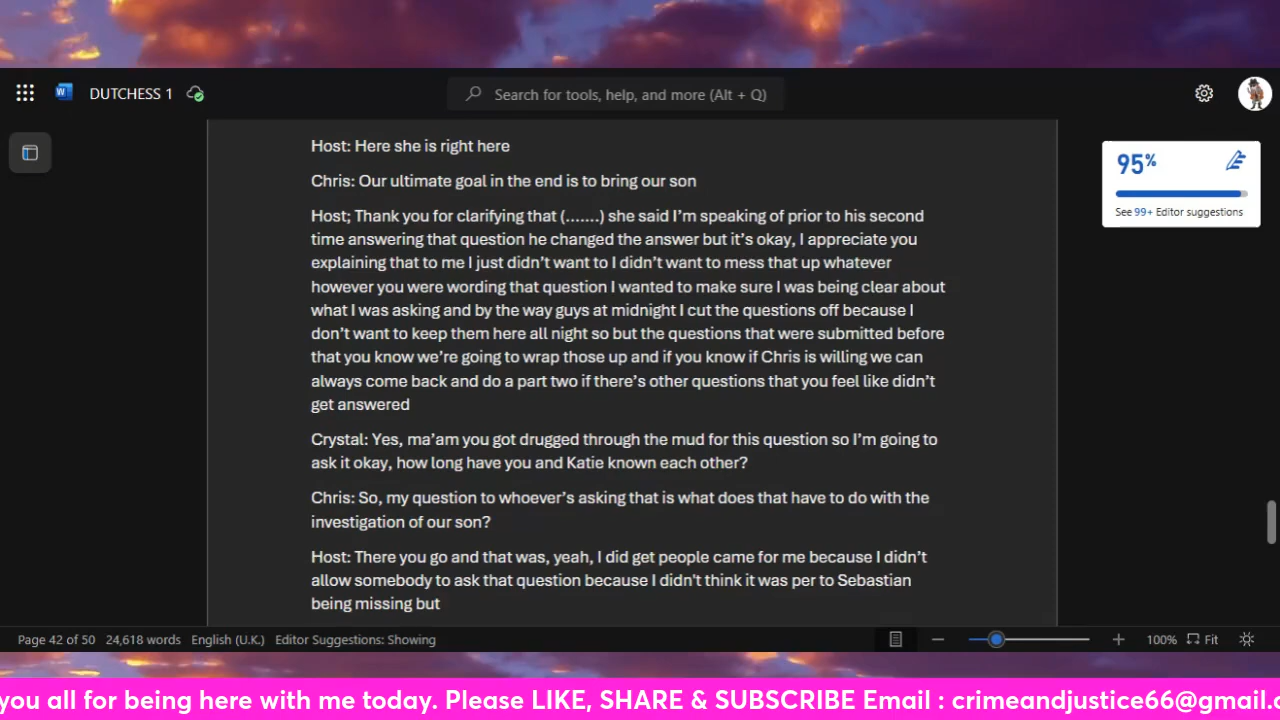 DUTCHESS 1
Search for tools, help, and more (Alt + Q)
95%
See 99+ Editor suggestions
Host: Here she is right here
Chris: Our ultimate goal in the end is to bring our son
Host; Thank you for clarifying that (.......) she said I’m speaking of prior to his second
time answering that question he changed the answer but it’s okay, I appreciate you
explaining that to me I just didn’t want to I didn’t want to mess that up whatever
however you were wording that question I wanted to make sure I was being clear about
what I was asking and by the way guys at midnight I cut the questions off because I
don’t want to keep them here all night so but the questions that were submitted before
that you know we’re going to wrap those up and if you know if Chris is willing we can
always come back and do a part two if there’s other questions that you feel like didn’t
get answered
Crystal: Yes, ma’am you got drugged through the mud for this question so I’m going to
ask it okay, how long have you and Katie known each other?
Chris: So, my question to whoever’s asking that is what does that have to do with the
investigation of our son?
Host: There you go and that was, yeah, I did get people came for me because I didn’t
allow somebody to ask that question because I didn't think it was per to Sebastian
being missing but
Page 42 of 50 24,618 words English (U.K.) Editor Suggestions: Showing 100% Fit
you all for being here with me today. Please LIKE, SHARE & SUBSCRIBE Email : crimeandjustice66@gmail.c